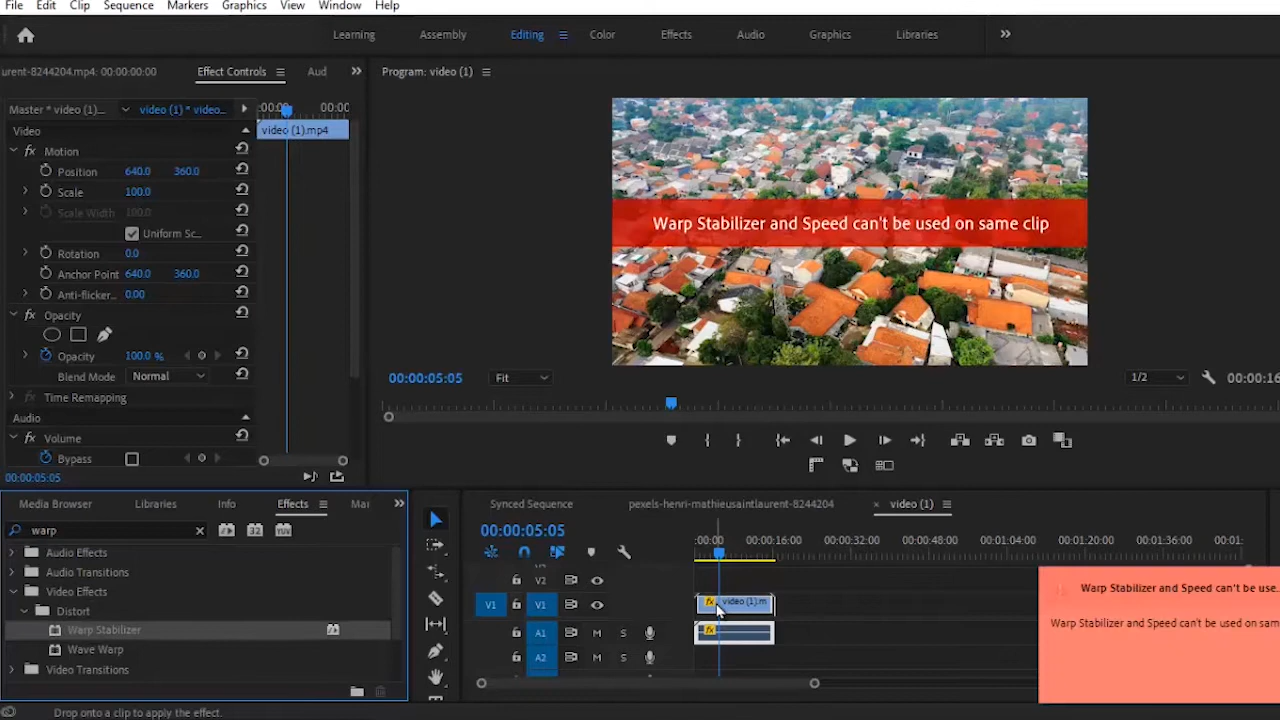 File Edit Clip Sequence Markers Graphics View Window Help
Learning Assembly Editing Color Effects Audio Graphics Libraries
urent-8244204.mp4: 00:00:00:00 Effect Controls Aud
Program: video (1)
Master * video (1)... video (1) * video... :00:00 00:00
Video
video (1).mp4
Motion
Position 640.0 360.0
Scale 100.0
Scale Width 100.0
Uniform Sc...
Rotation 0.0
Anchor Point 640.0 360.0
Anti-flicker... 0.00
Opacity
Opacity 100.0 %
Blend Mode Normal
Time Remapping
Audio
Volume
Bypass
00:00:05:05
Warp Stabilizer and Speed can't be used on same clip
00:00:05:05 Fit 1/2 00:00:16
Media Browser Libraries Info Effects Mar
warp 32 YUV
Audio Effects
Audio Transitions
Video Effects
Distort
Warp Stabilizer
Wave Warp
Video Transitions
Synced Sequence pexels-henri-mathieusaintlaurent-8244204 × video (1)
00:00:05:05
:00:00 00:00:16:00 00:00:32:00 00:00:48:00 00:01:04:00 00:01:20:00 00:01:36:00 00:01:
V2
V1 V1 fx video (1).m
A1 M S fx
A2 M S
Warp Stabilizer and Speed can't be use...
Warp Stabilizer and Speed can't be used on sam
Drop onto a clip to apply the effect.